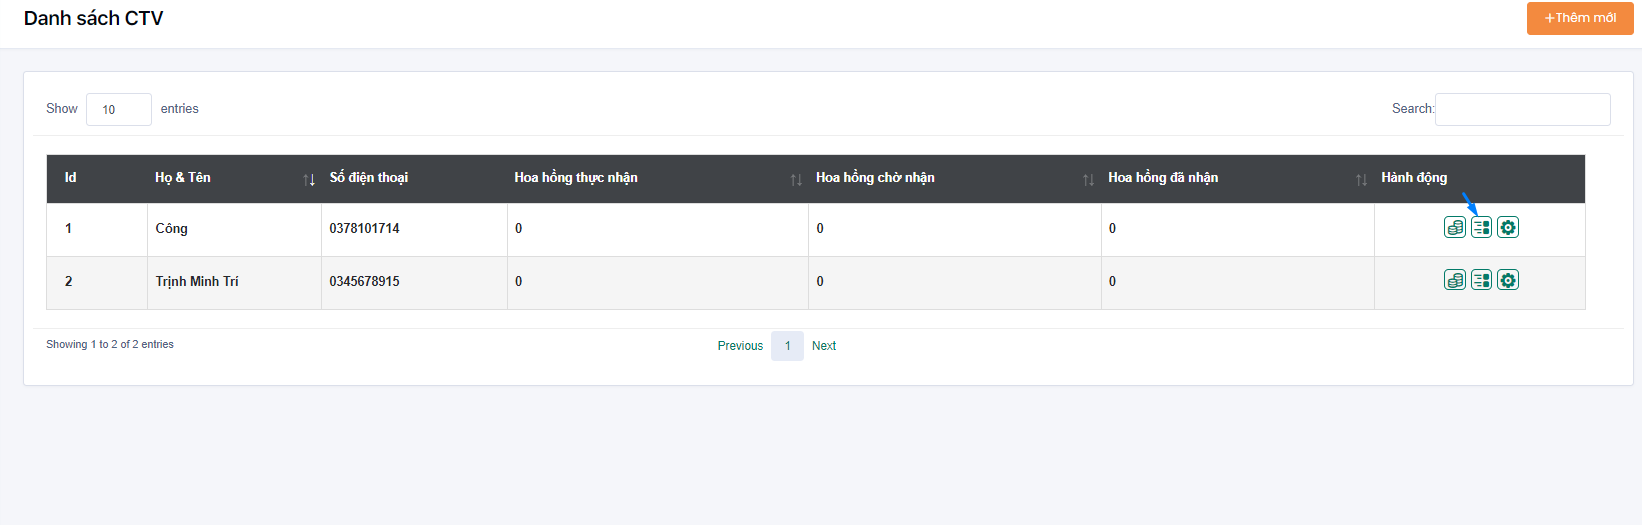 Danh sách CTV
+Thêm mới
Show 10 entries
Search:
Id Họ & Tên Số điện thoại Hoa hồng thực nhận Hoa hồng chờ nhận Hoa hồng đã nhận Hành động
1 Công 0378101714 0 0 0
2 Trịnh Minh Trí 0345678915 0 0 0
Showing 1 to 2 of 2 entries
Previous 1 Next